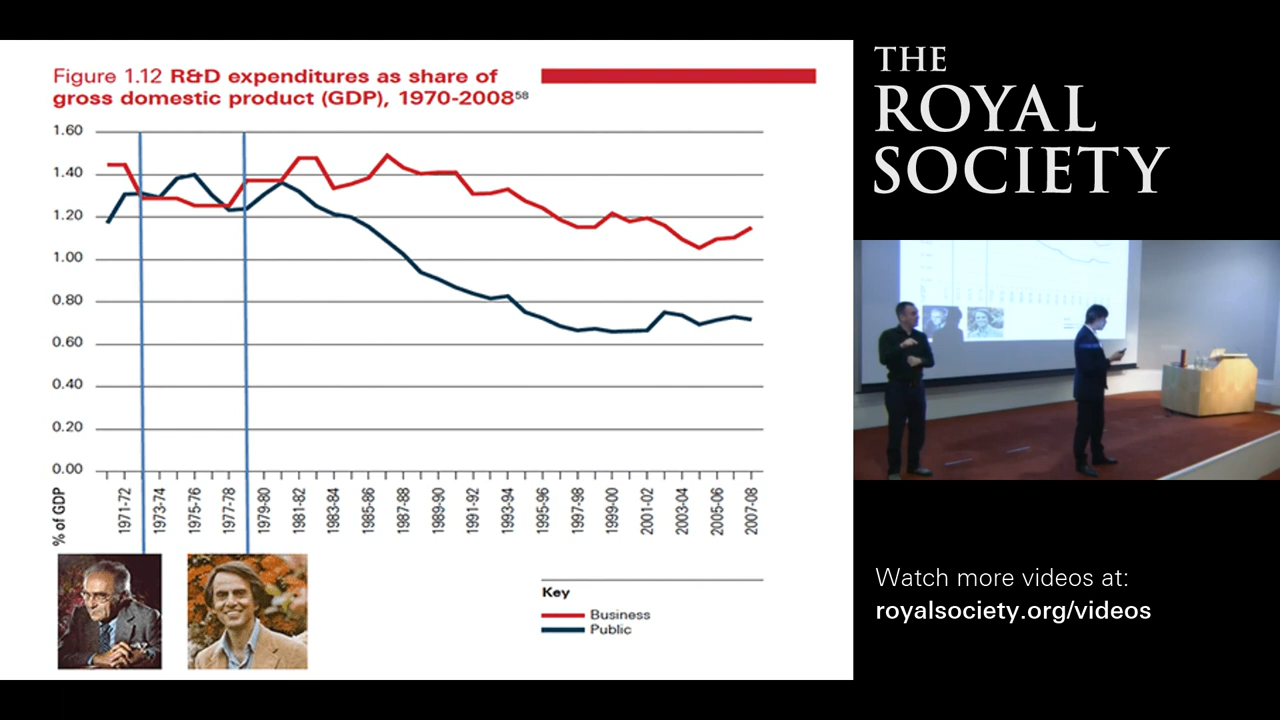 Figure 1.12 R&D expenditures as share of
gross domestic product (GDP), 1970-2008⁵⁸
1.60
1.40
1.20
1.00
0.80
0.60
0.40
0.20
0.00
% of GDP
1971-72
1973-74
1975-76
1977-78
1979-80
1981-82
1983-84
1985-86
1987-88
1989-90
1991-92
1993-94
1995-96
1997-98
1999-00
2001-02
2003-04
2005-06
2007-08
Key
Business
Public
THE
ROYAL
SOCIETY
Watch more videos at:
royalsociety.org/videos